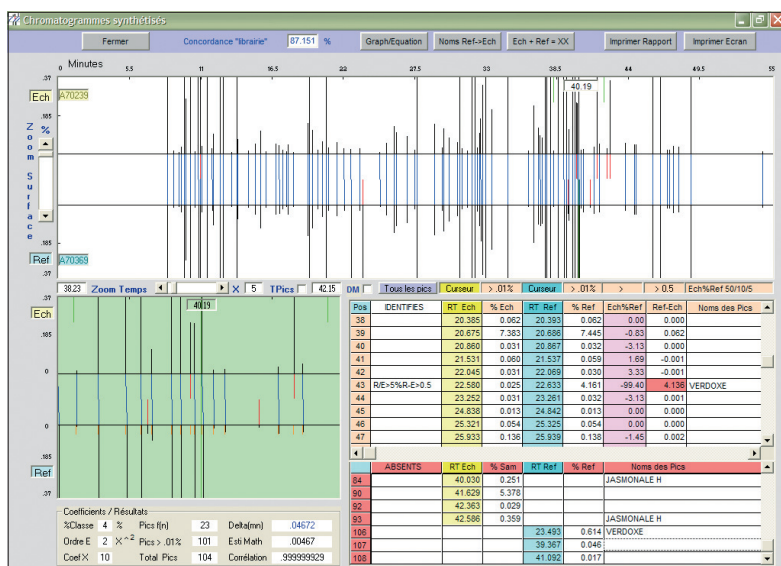 Chromatogrammes synthétisés
Fermer Concordance "librairie" 87.151 % Graph/Equation Noms Ref->Ech Ech + Ref = XX Imprimer Rapport Imprimer Ecran
Minutes
0 5.5 11 16.5 22 27.5 33 38.5 44 49.5 55
.37
40.19
Ech A70239
Z %
o
o
m
.185
S
u
r
f
a
c
e
.185
Ref A70369
.37
38.23 Zoom Temps X 5 TPics 42.15 DM Tous les pics Curseur > .01% Curseur > .01% > > 0.5 Ech%Ref 50/10/5
.37
Ech
40.19
0
Ref
.37
Pos IDENTIFIES RT Ech % Ech RT Ref % Ref Ech%Ref Ref-Ech Noms des Pics
38 20.385 0.062 20.393 0.062 0.00 0.000
39 20.675 7.383 20.686 7.445 -0.83 0.062
40 20.860 0.031 20.867 0.032 -3.13 0.000
41 21.531 0.060 21.537 0.059 1.69 -0.001
42 22.045 0.031 22.069 0.030 3.33 -0.001
43 R/E>5%R-E>0.5 22.580 0.025 22.633 4.161 -99.40 4.136 VERDOXE
44 23.252 0.031 23.261 0.032 -3.13 0.001
45 24.838 0.013 24.842 0.013 0.00 0.000
46 25.321 0.054 25.325 0.054 0.00 0.000
47 25.933 0.136 25.939 0.138 -1.45 0.002
ABSENTS RT Ech % Sam RT Ref % Ref Noms des Pics
84 40.030 0.251 JASMONALE H
90 41.629 5.378
92 42.363 0.029
93 42.586 0.359 JASMONALE H
106 23.493 0.614 VERDOXE
107 39.367 0.046
108 41.092 0.017
Coefficients / Résultats
%Classe 4 % Pics f(n) 23 Delta(mn) .04672
Ordre E 2 X^2 Pics > .01% 101 Esti Math .00467
Coef X 10 Total Pics 104 Corrélation .999999929